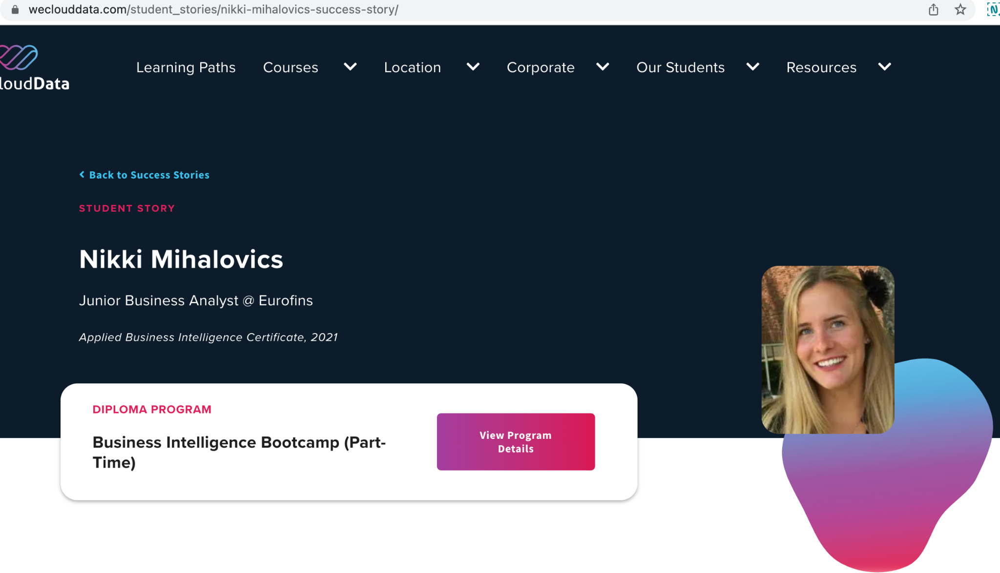 weclouddata.com/student_stories/nikki-mihalovics-success-story/
loudData
Learning Paths
Courses
Location
Corporate
Our Students
Resources
Back to Success Stories
STUDENT STORY
Nikki Mihalovics
Junior Business Analyst @ Eurofins
Applied Business Intelligence Certificate, 2021
DIPLOMA PROGRAM
Business Intelligence Bootcamp (Part-
Time)
View Program
Details
N